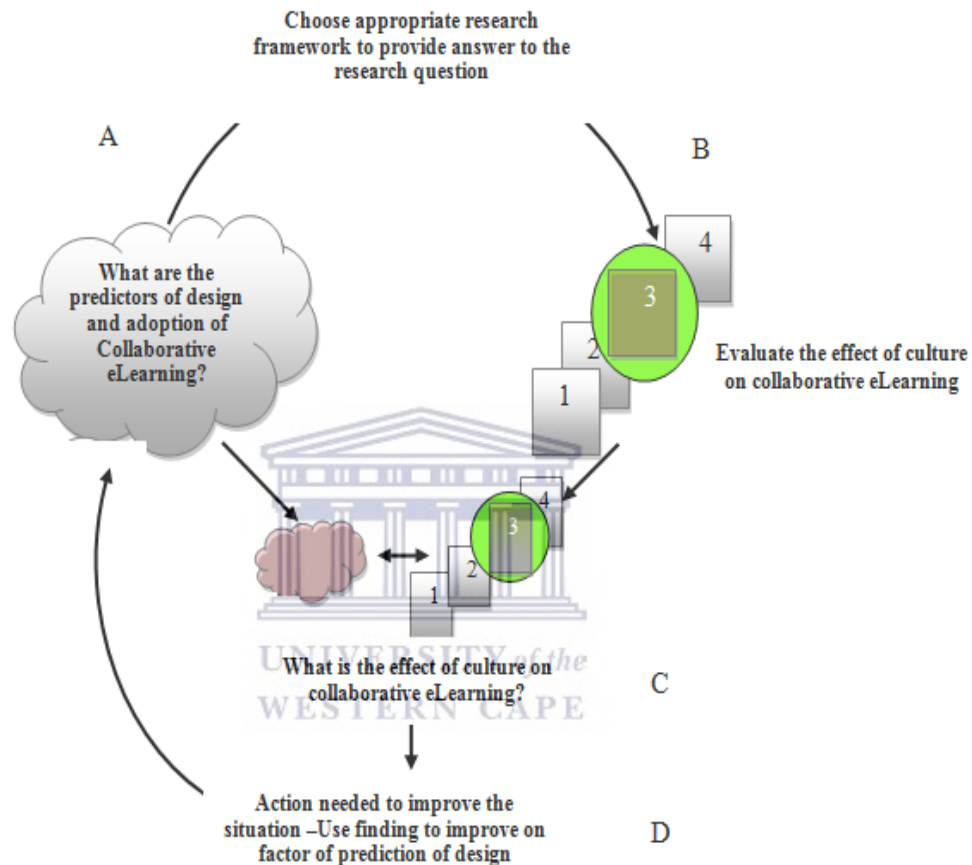 Choose appropriate research
framework to provide answer to the
research question
A
B
What are the
predictors of design
and adoption of
Collaborative
eLearning?
4
3
2
1
Evaluate the effect of culture
on collaborative eLearning
4
3
2
1
UNIVERSITY of the
What is the effect of culture on
collaborative eLearning?
WESTERN CAPE
C
Action needed to improve the
situation –Use finding to improve on
factor of prediction of design
D